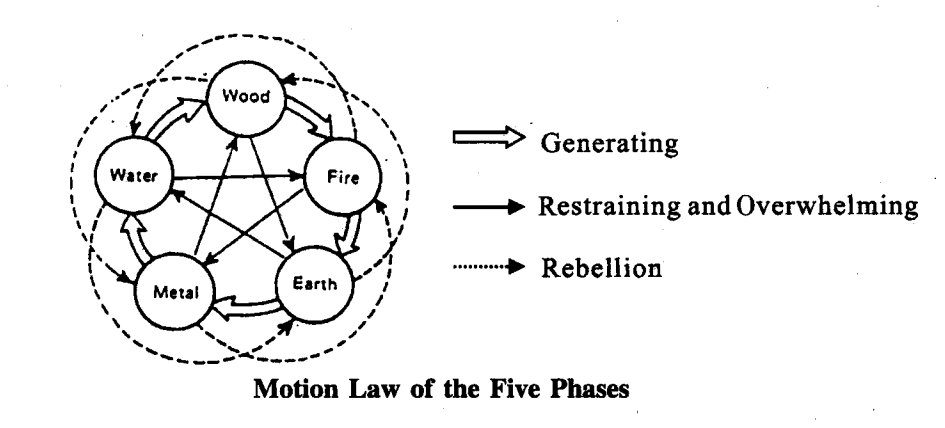 Wood
Water
Fire
Metal
Earth
Generating
Restraining and Overwhelming
Rebellion
Motion Law of the Five Phases